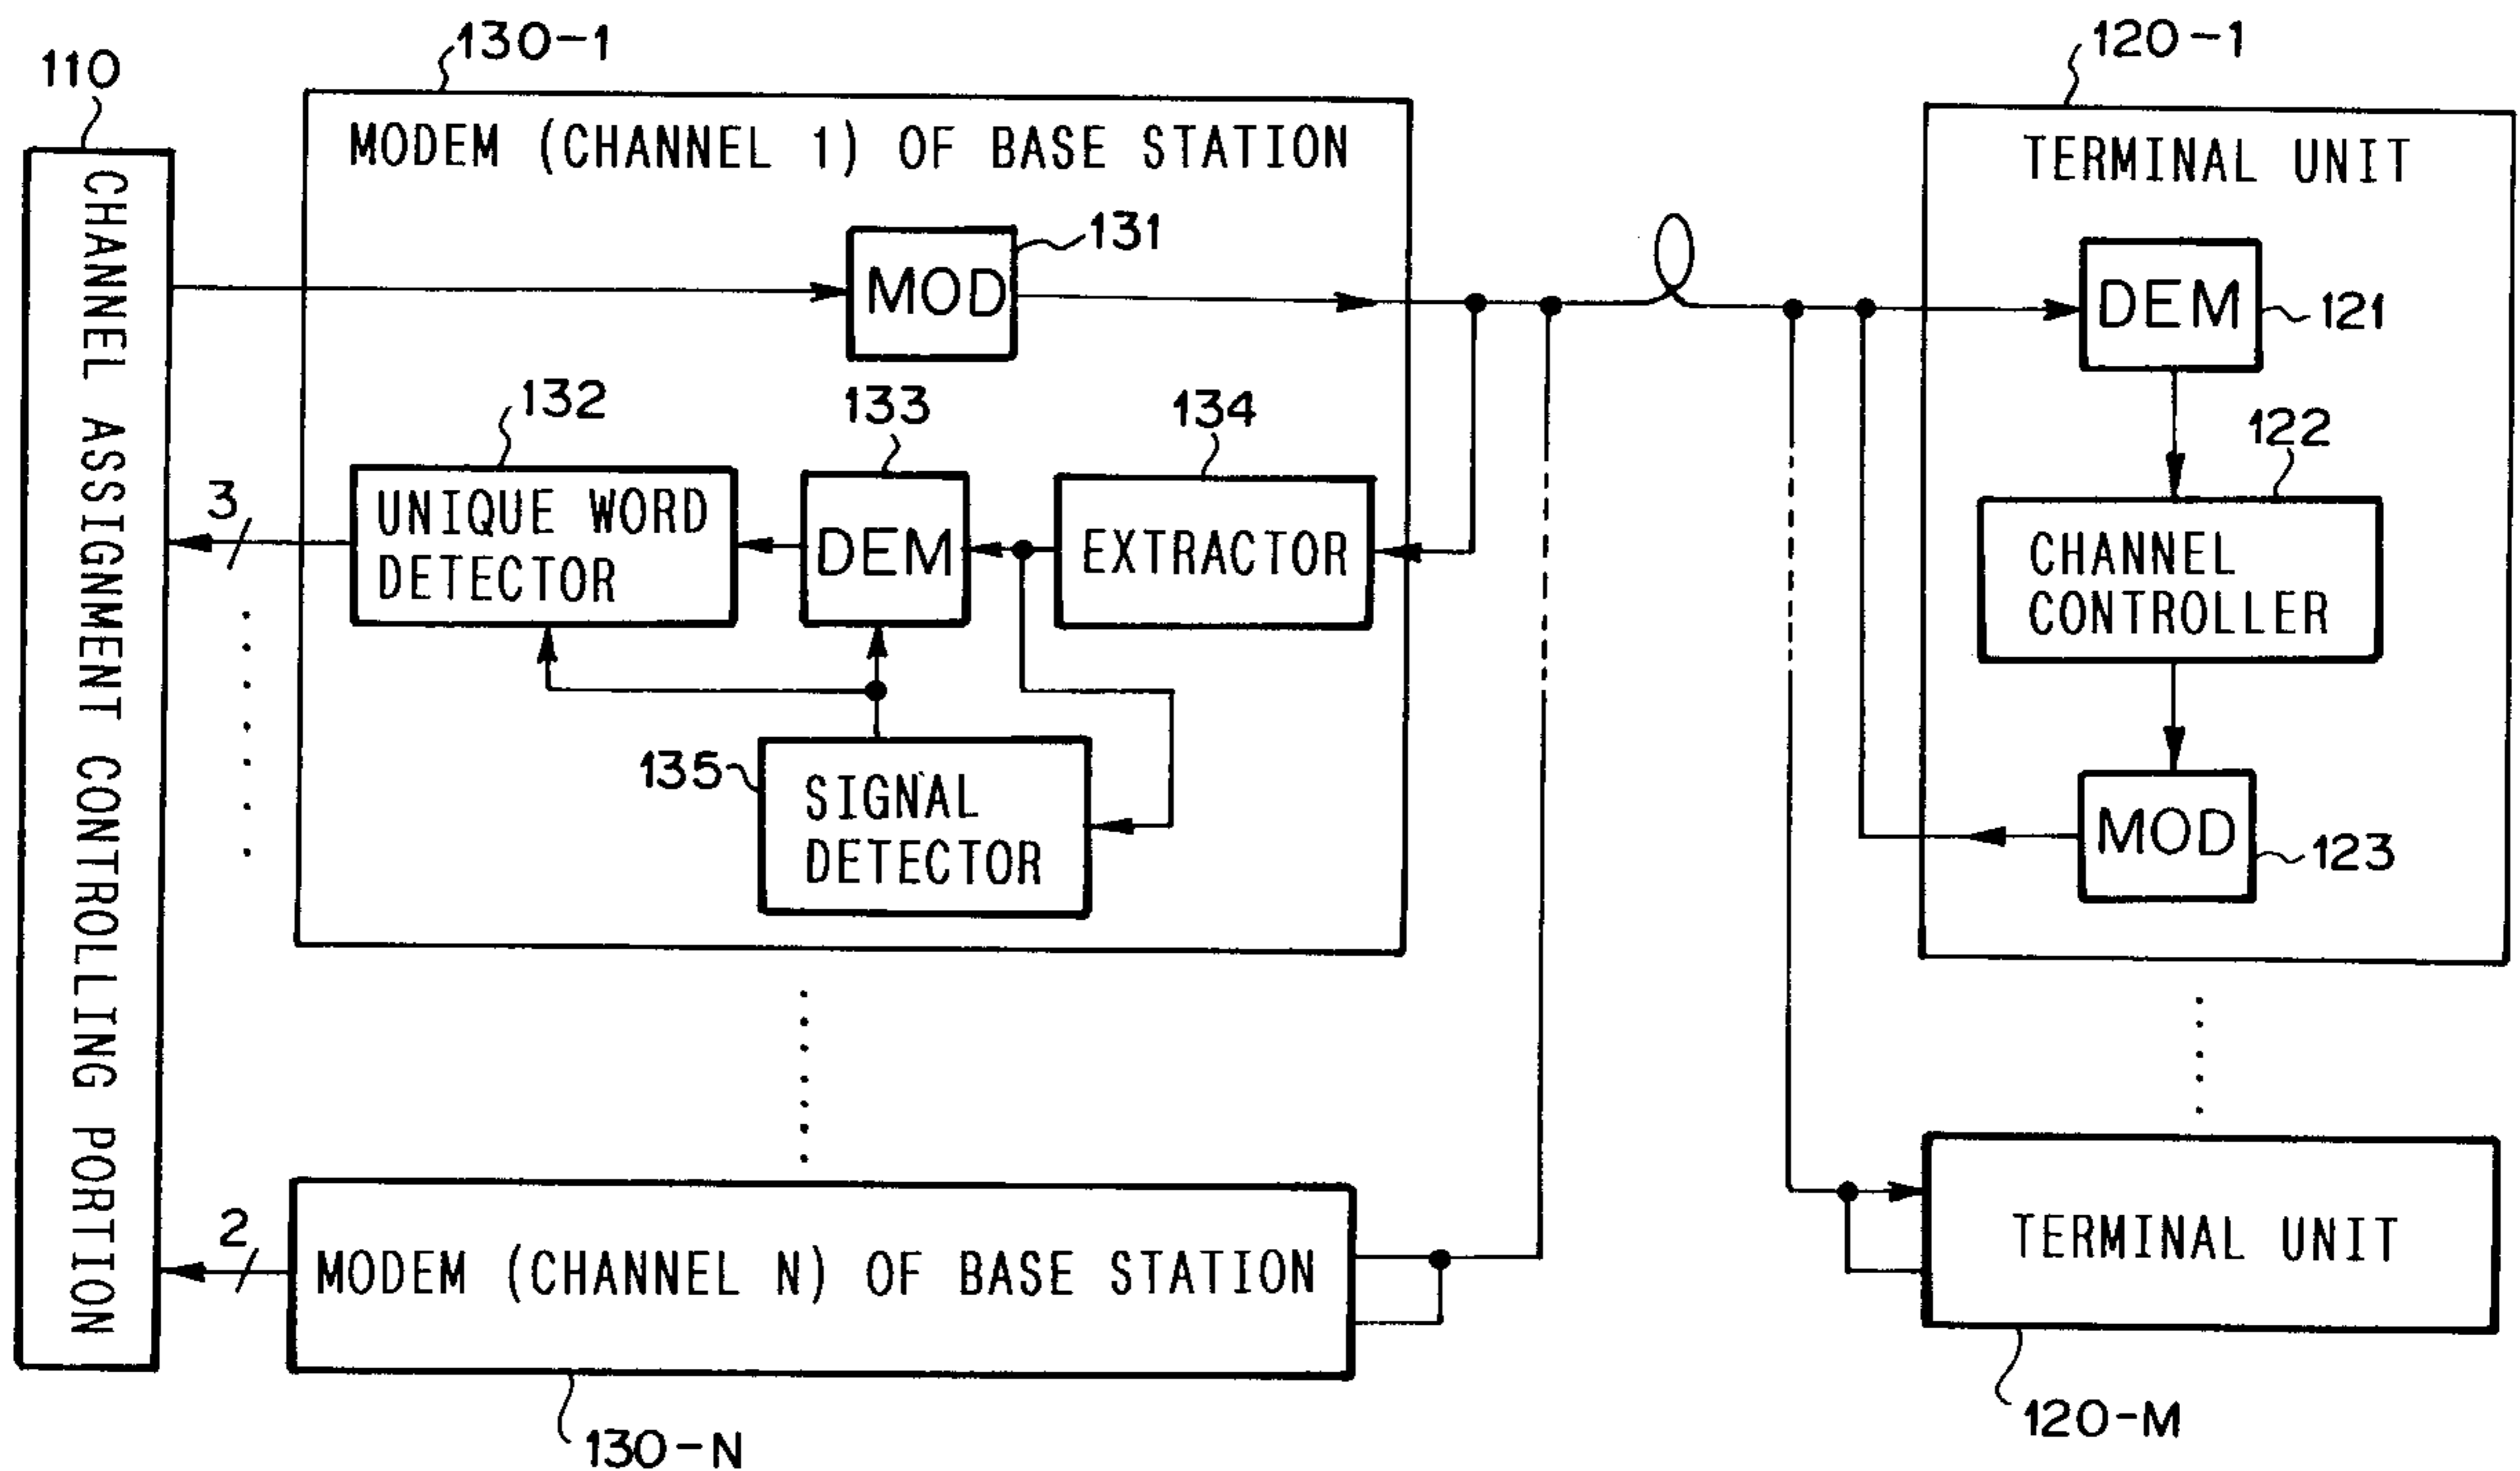 110
CHANNEL ASSIGNMENT CONTROLLING PORTION
130-1
MODEM (CHANNEL 1) OF BASE STATION
MOD
131
132
UNIQUE WORD
DETECTOR
133
DEM
134
EXTRACTOR
3
135
SIGNAL
DETECTOR
2
MODEM (CHANNEL N) OF BASE STATION
130-N
120-1
TERMINAL UNIT
DEM
121
122
CHANNEL
CONTROLLER
MOD
123
TERMINAL UNIT
120-M